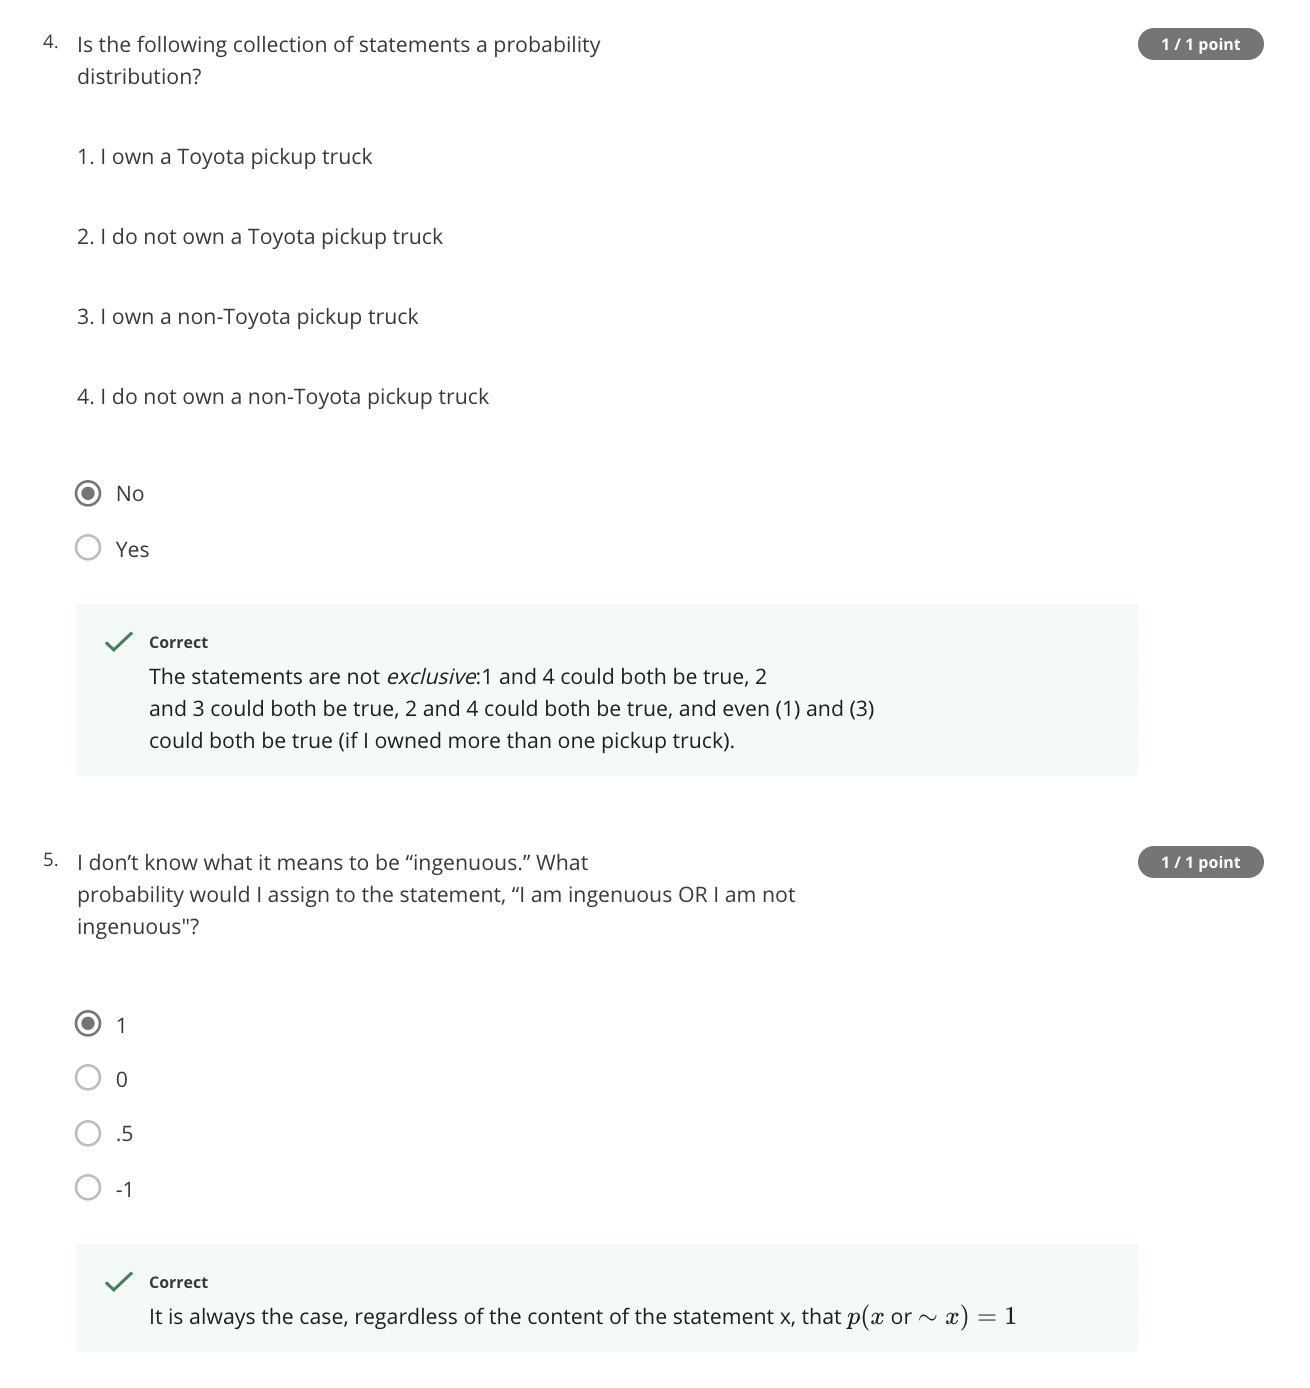 4. Is the following collection of statements a probability
distribution?
1 / 1 point
1. I own a Toyota pickup truck
2. I do not own a Toyota pickup truck
3. I own a non-Toyota pickup truck
4. I do not own a non-Toyota pickup truck
No
Yes
Correct
The statements are not exclusive:1 and 4 could both be true, 2
and 3 could both be true, 2 and 4 could both be true, and even (1) and (3)
could both be true (if I owned more than one pickup truck).
5. I don’t know what it means to be “ingenuous.” What
probability would I assign to the statement, “I am ingenuous OR I am not
ingenuous"?
1 / 1 point
1
0
.5
-1
Correct
It is always the case, regardless of the content of the statement x, that p(x or ∼ x) = 1